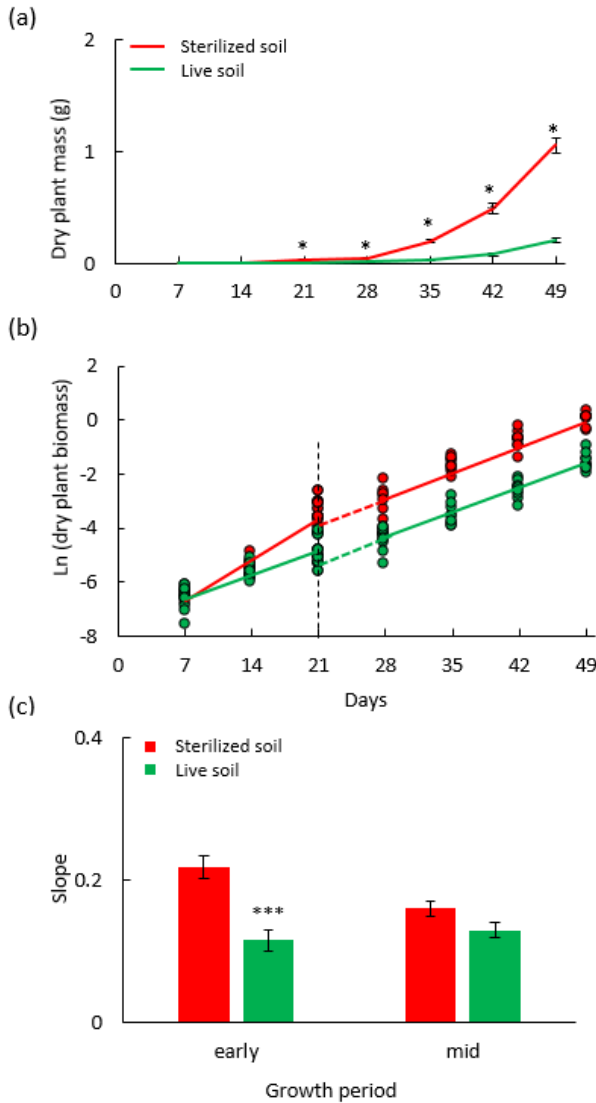 (a)
2
Sterilized soil
Live soil
Dry plant mass (g)
1
*
*
*
*
*
0
0 7 14 21 28 35 42 49
(b)
2
0
-2
-4
-6
-8
Ln (dry plant biomass)
0 7 14 21 28 35 42 49
Days
(c)
0.4
Sterilized soil
Live soil
Slope
0.2
***
0
early mid
Growth period